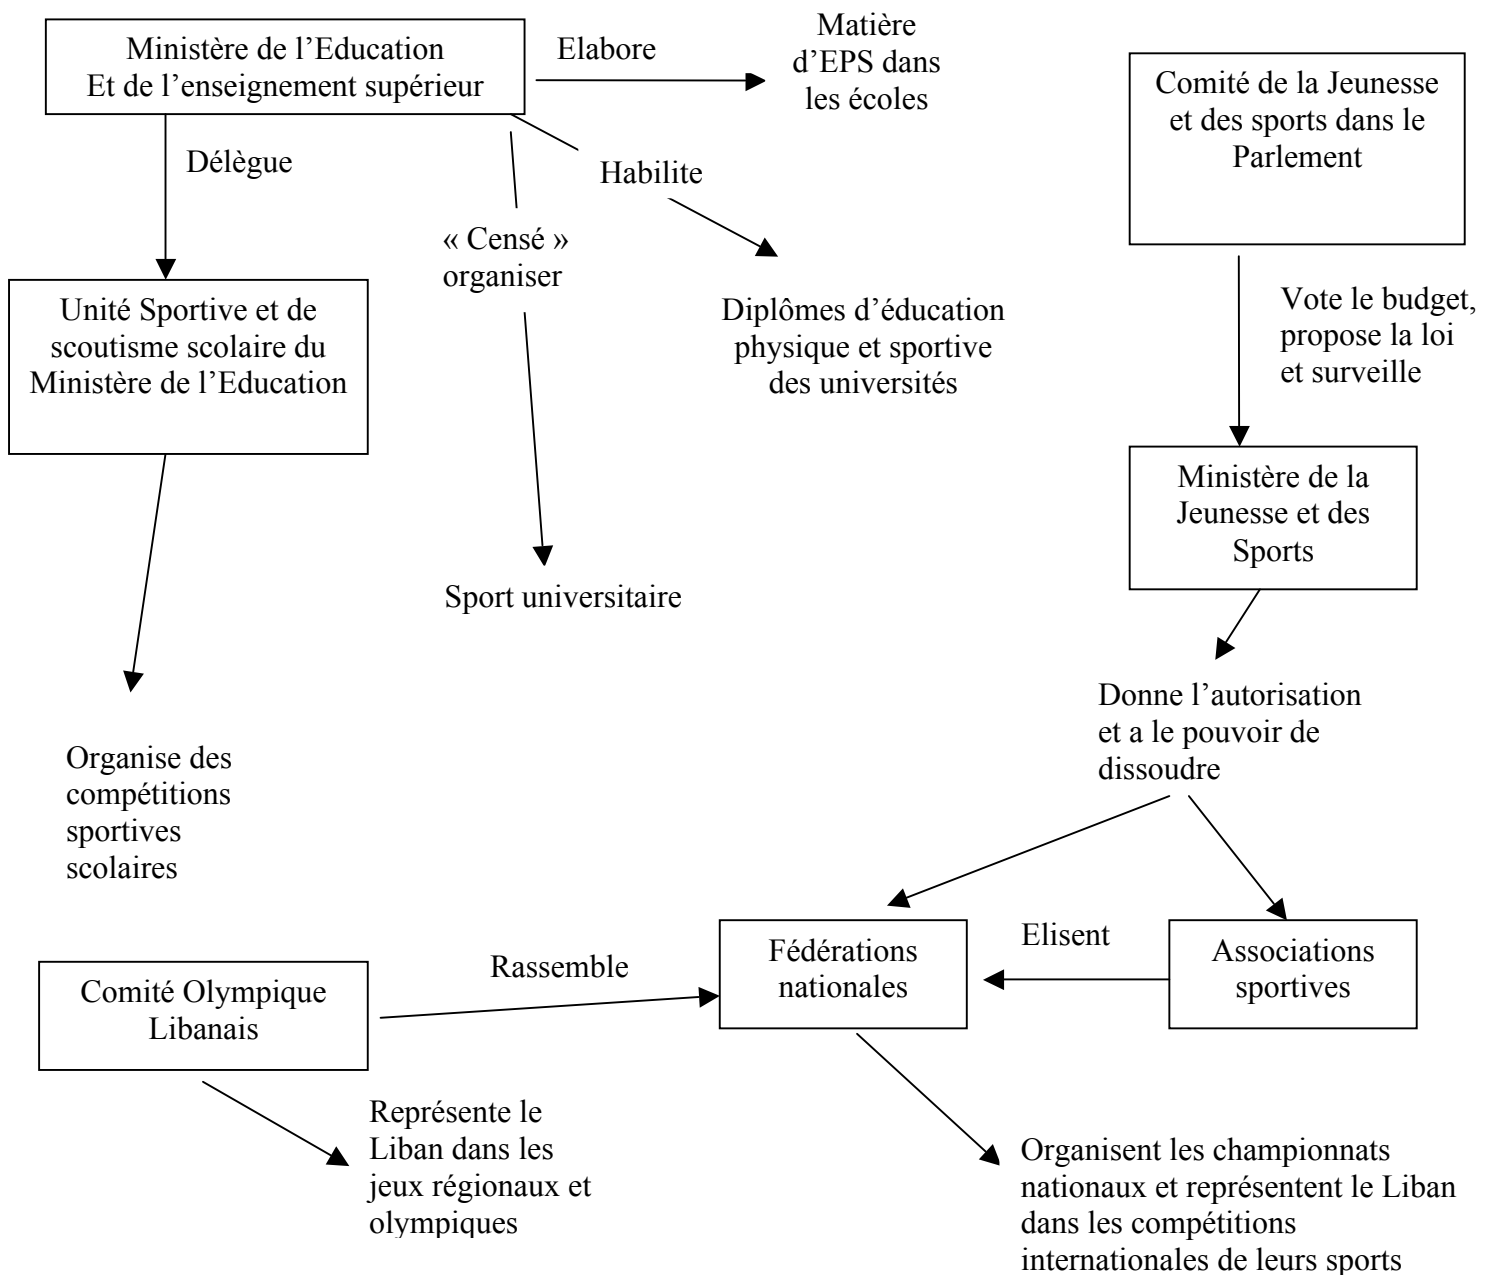 Ministère de l’Education
Et de l’enseignement supérieur
Elabore
Matière
d’EPS dans
les écoles
Comité de la Jeunesse
et des sports dans le
Parlement
Délègue
Habilite
« Censé »
organiser
Unité Sportive et de
scoutisme scolaire du
Ministère de l’Education
Diplômes d’éducation
physique et sportive
des universités
Vote le budget,
propose la loi
et surveille
Ministère de la
Jeunesse et des
Sports
Sport universitaire
Donne l’autorisation
et a le pouvoir de
dissoudre
Organise des
compétitions
sportives
scolaires
Comité Olympique
Libanais
Rassemble
Fédérations
nationales
Elisent
Associations
sportives
Représente le
Liban dans les
jeux régionaux et
olympiques
Organisent les championnats
nationaux et représentent le Liban
dans les compétitions
internationales de leurs sports